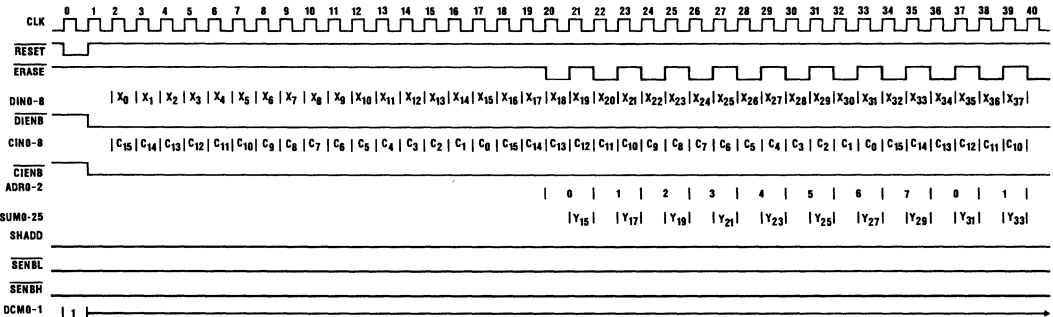 CLK 0 1 2 3 4 5 6 7 8 9 10 11 12 13 14 15 16 17 18 19 20 21 22 23 24 25 26 27 28 29 30 31 32 33 34 35 36 37 38 39 40
RESET
ERASE
DIN0-8 | X0 | X1 | X2 | X3 | X4 | X5 | X6 | X7 | X8 | X9 | X10 | X11 | X12 | X13 | X14 | X15 | X16 | X17 | X18 | X19 | X20 | X21 | X22 | X23 | X24 | X25 | X26 | X27 | X28 | X29 | X30 | X31 | X32 | X33 | X34 | X35 | X36 | X37 |
DIENB
CIN0-8 | C15 | C14 | C13 | C12 | C11 | C10 | C9 | C8 | C7 | C6 | C5 | C4 | C3 | C2 | C1 | C0 | C15 | C14 | C13 | C12 | C11 | C10 | C9 | C8 | C7 | C6 | C5 | C4 | C3 | C2 | C1 | C0 | C15 | C14 | C13 | C12 | C11 | C10 |
CIENB
ADR0-2 | 0 | 1 | 2 | 3 | 4 | 5 | 6 | 7 | 0 | 1 |
SUM0-25 | Y15 | | Y17 | | Y19 | | Y21 | | Y23 | | Y25 | | Y27 | | Y29 | | Y31 | | Y33 |
SHADD
SENBL
SENBH
DCM0-1 | 1 |